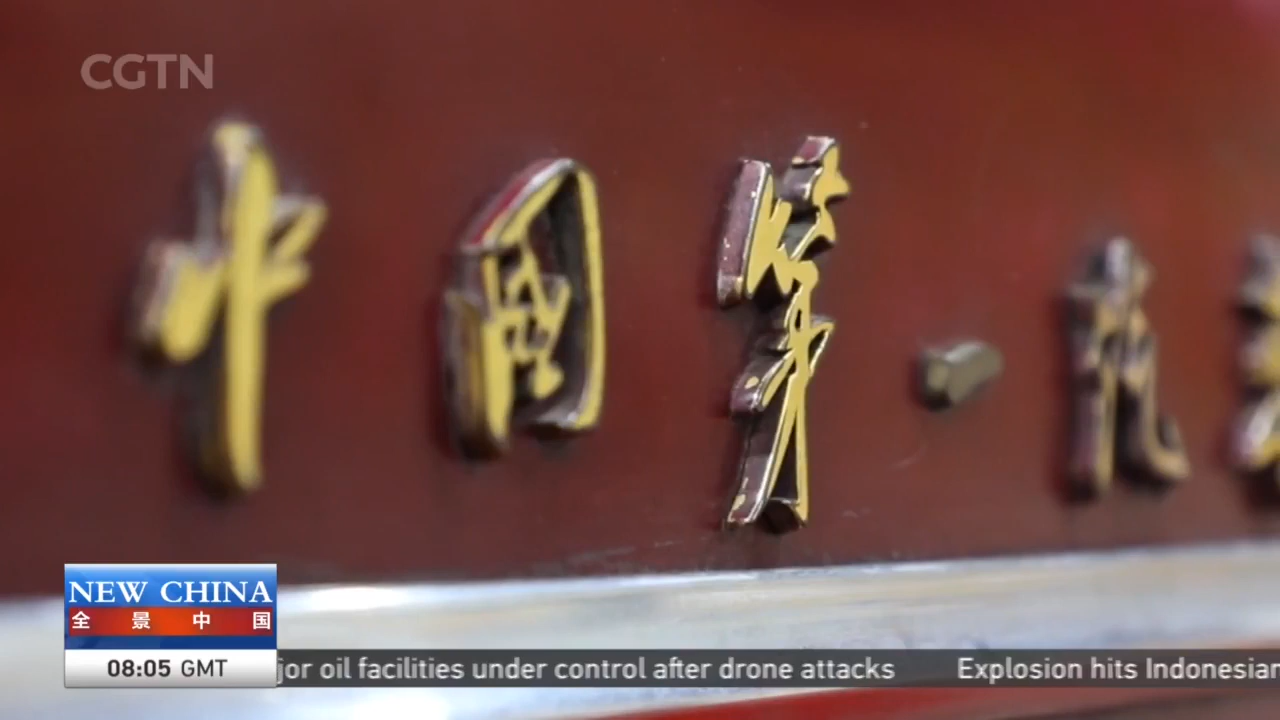 CGTN
中国第一汽
NEW CHINA
全景中国
08:05 GMT
jor oil facilities under control after drone attacks Explosion hits Indonesian